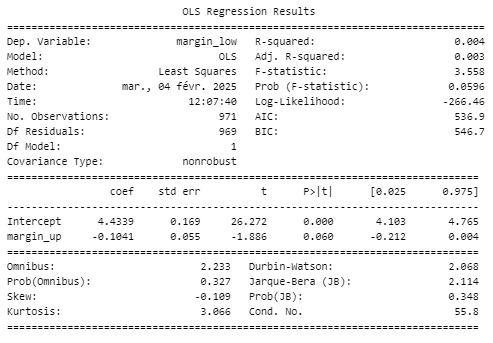 OLS Regression Results
==============================================================================
Dep. Variable: margin_low R-squared: 0.004
Model: OLS Adj. R-squared: 0.003
Method: Least Squares F-statistic: 3.558
Date: mar., 04 févr. 2025 Prob (F-statistic): 0.0596
Time: 12:07:40 Log-Likelihood: -266.46
No. Observations: 971 AIC: 536.9
Df Residuals: 969 BIC: 546.7
Df Model: 1
Covariance Type: nonrobust
==============================================================================
coef std err t P>|t| [0.025 0.975]
------------------------------------------------------------------------------
Intercept 4.4339 0.169 26.272 0.000 4.103 4.765
margin_up -0.1041 0.055 -1.886 0.060 -0.212 0.004
==============================================================================
Omnibus: 2.233 Durbin-Watson: 2.068
Prob(Omnibus): 0.327 Jarque-Bera (JB): 2.114
Skew: -0.109 Prob(JB): 0.348
Kurtosis: 3.066 Cond. No. 55.8
==============================================================================